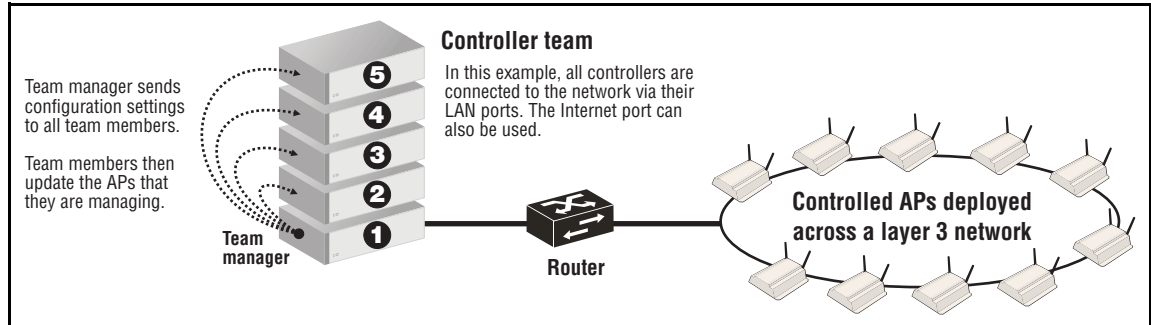 Controller team
In this example, all controllers are
connected to the network via their
LAN ports. The Internet port can
also be used.
Team manager sends
configuration settings
to all team members.
Team members then
update the APs that
they are managing.
5
4
3
2
1
Team
manager
Router
Controlled APs deployed
across a layer 3 network